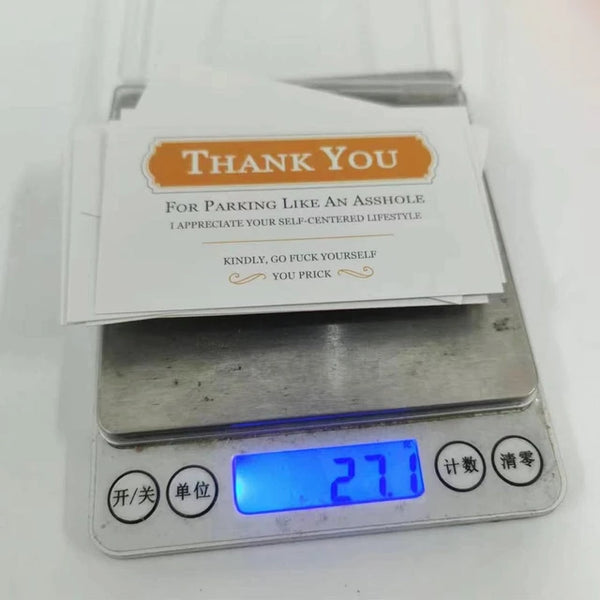 THANK YOU
FOR PARKING LIKE AN ASSHOLE
I APPRECIATE YOUR SELF-CENTERED LIFESTYLE
KINDLY, GO FUCK YOURSELF
YOU PRICK
开/关
单位
27.1
计数
清零